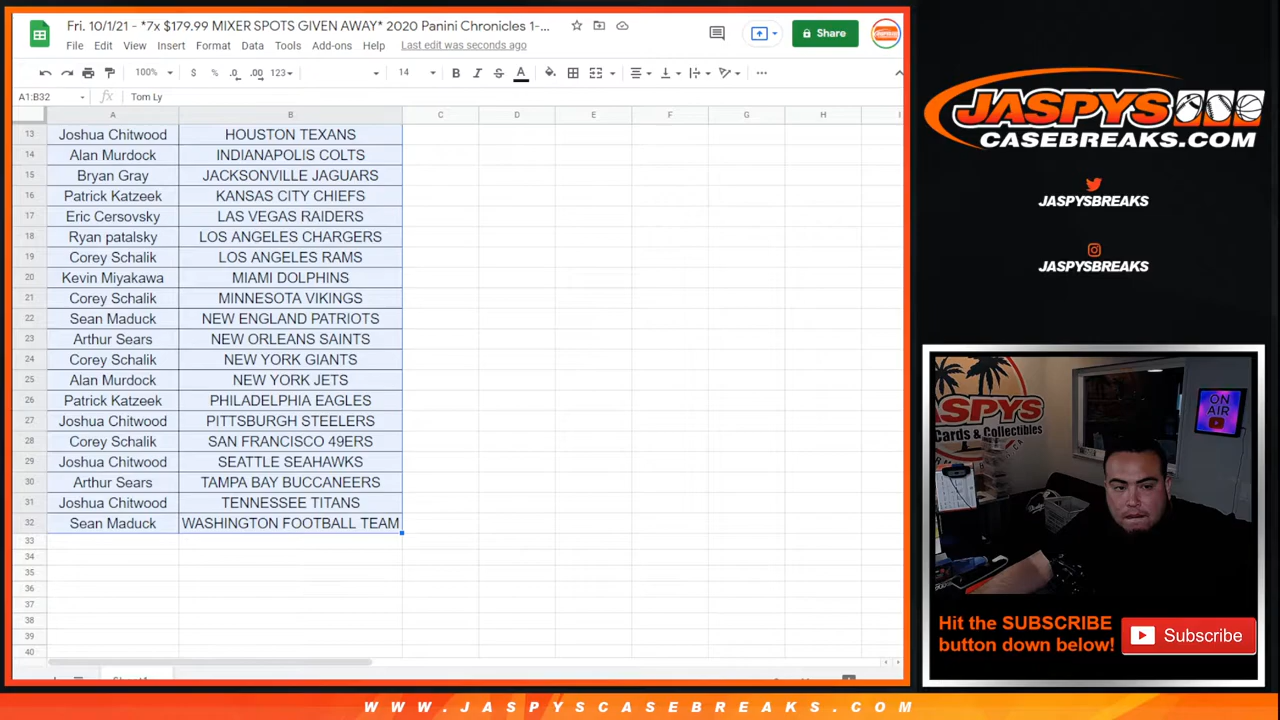 Fri. 10/1/21 - *7x $179.99 MIXER SPOTS GIVEN AWAY* 2020 Panini Chronicles 1-...
File Edit View Insert Format Data Tools Add-ons Help Last edit was seconds ago
Share
100% $ % .0 .00 123 14 B I S A
A1:B32 fx Tom Ly
A B C D E F G H I
13 Joshua Chitwood HOUSTON TEXANS
14 Alan Murdock INDIANAPOLIS COLTS
15 Bryan Gray JACKSONVILLE JAGUARS
16 Patrick Katzeek KANSAS CITY CHIEFS
17 Eric Cersovsky LAS VEGAS RAIDERS
18 Ryan patalsky LOS ANGELES CHARGERS
19 Corey Schalik LOS ANGELES RAMS
20 Kevin Miyakawa MIAMI DOLPHINS
21 Corey Schalik MINNESOTA VIKINGS
22 Sean Maduck NEW ENGLAND PATRIOTS
23 Arthur Sears NEW ORLEANS SAINTS
24 Corey Schalik NEW YORK GIANTS
25 Alan Murdock NEW YORK JETS
26 Patrick Katzeek PHILADELPHIA EAGLES
27 Joshua Chitwood PITTSBURGH STEELERS
28 Corey Schalik SAN FRANCISCO 49ERS
29 Joshua Chitwood SEATTLE SEAHAWKS
30 Arthur Sears TAMPA BAY BUCCANEERS
31 Joshua Chitwood TENNESSEE TITANS
32 Sean Maduck WASHINGTON FOOTBALL TEAM
33
34
35
36
37
38
39
40
JASPYS
CASEBREAKS.COM
JASPYSBREAKS
JASPYSBREAKS
JASPYS
Cards & Collectibles
ON
AIR
Hit the SUBSCRIBE
button down below!
Subscribe
WWW.JASPYSCASEBREAKS.COM